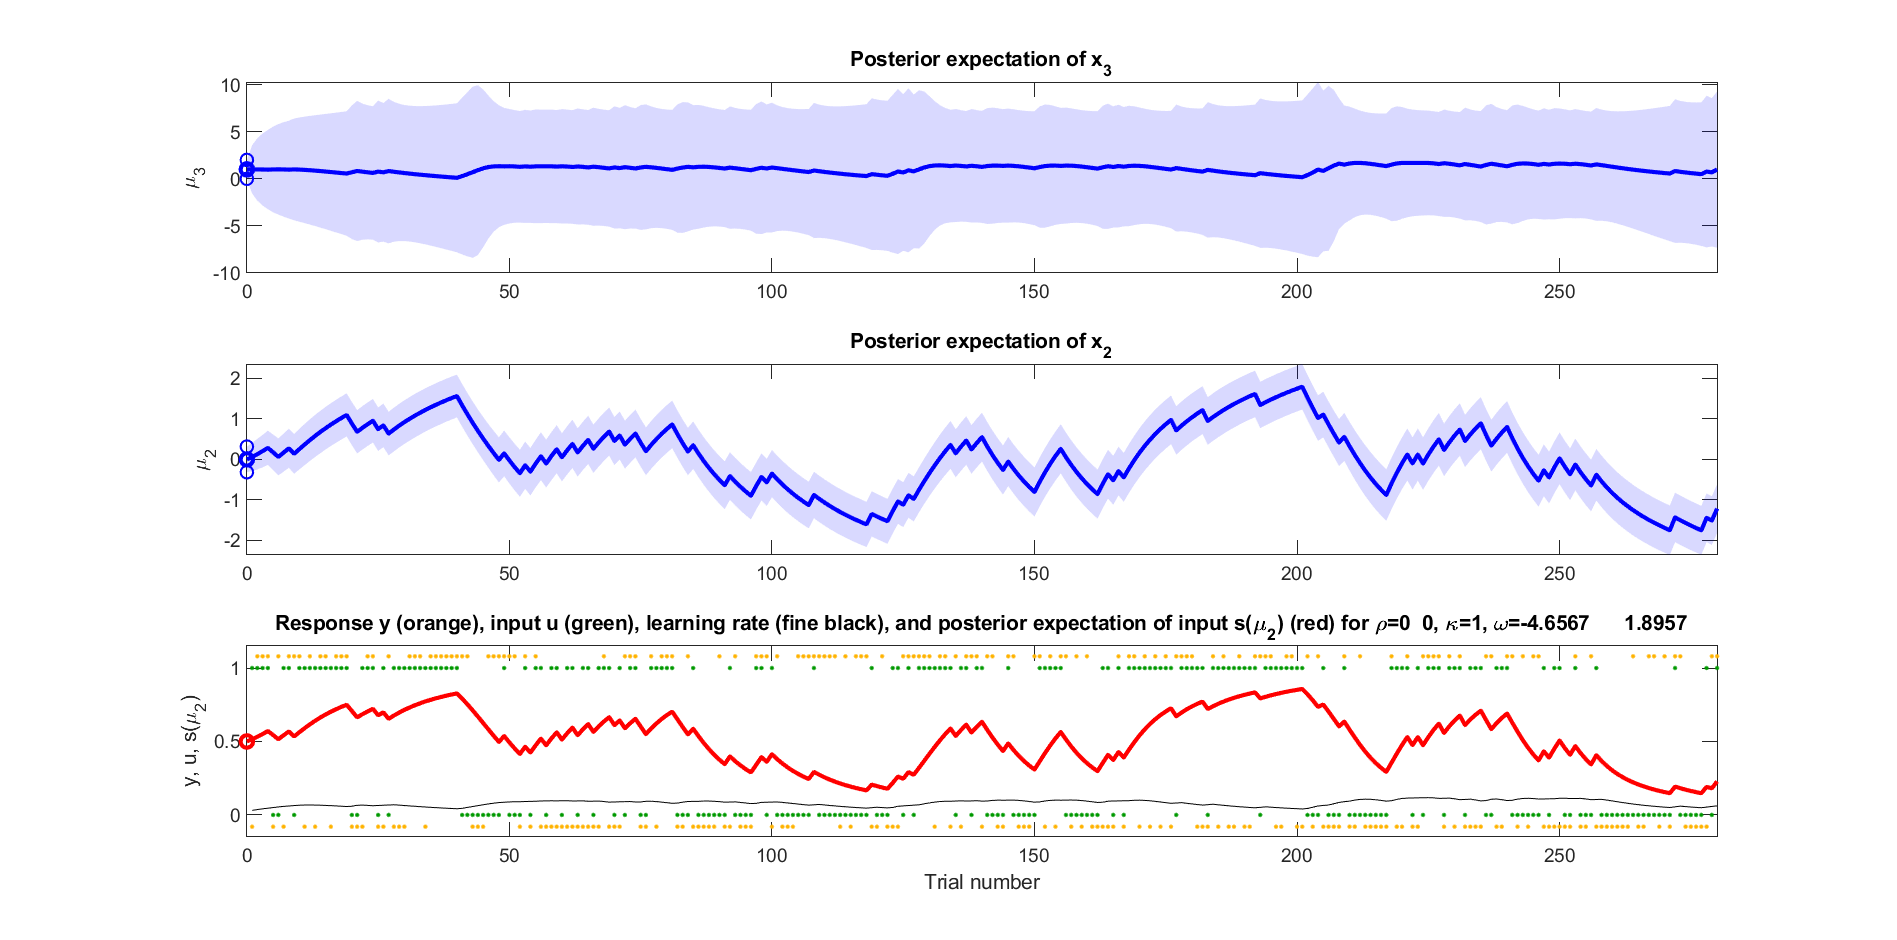 Posterior expectation of x3
10
5
0
-5
-10
μ3
0 50 100 150 200 250
Posterior expectation of x2
2
1
0
-1
-2
μ2
0 50 100 150 200 250
Response y (orange), input u (green), learning rate (fine black), and posterior expectation of input s(μ2) (red) for ρ=0 0, κ=1, ω=-4.6567 1.8957
1
0.5
0
y, u, s(μ2)
0 50 100 150 200 250
Trial number